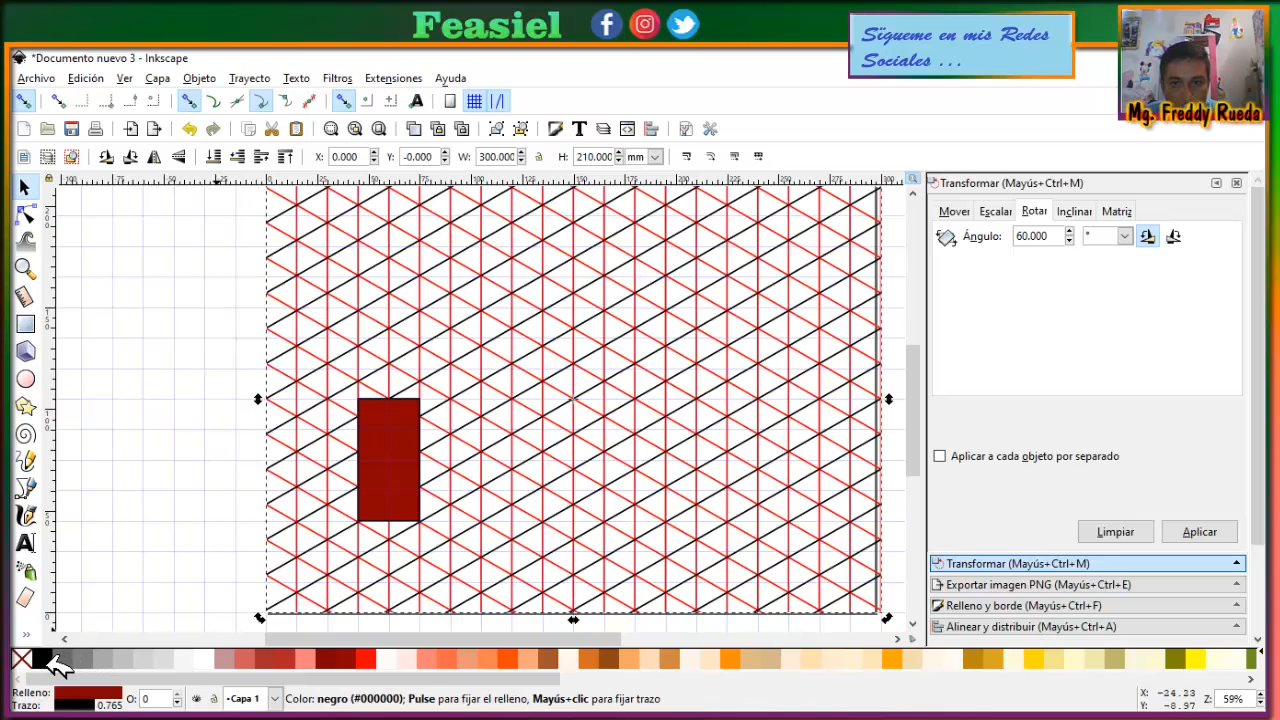 Feasiel
Sïgueme en mis Redes
Sociales ...
Mg. Freddy Rueda
*Documento nuevo 3 - Inkscape
Archivo Edición Ver Capa Objeto Trayecto Texto Filtros Extensiones Ayuda
X: 0.000 Y: -0.000 W: 300.000 H: 210.000 mm
Transformar (Mayús+Ctrl+M)
Mover Escalar Rotar Inclinar Matriz
Ángulo: 60.000 °
Aplicar a cada objeto por separado
Limpiar Aplicar
Transformar (Mayús+Ctrl+M)
Exportar imagen PNG (Mayús+Ctrl+E)
Relleno y borde (Mayús+Ctrl+F)
Alinear y distribuir (Mayús+Ctrl+A)
Relleno: O: 0 Capa 1 Color: negro (#000000); Pulse para fijar el relleno, Mayús+clic para fijar trazo X: -24.23 Z: 59%
Trazo: 0.765 Y: -8.97